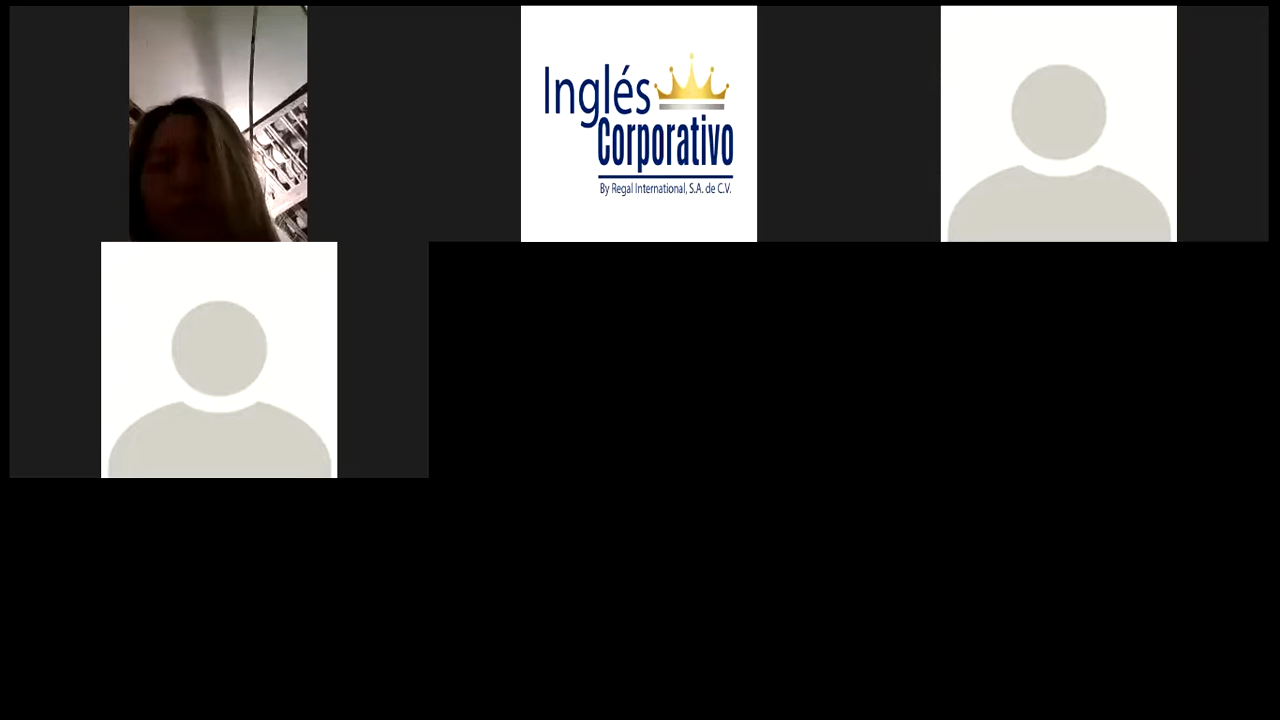 Inglés
Corporativo
By Regal International, S.A. de C.V.